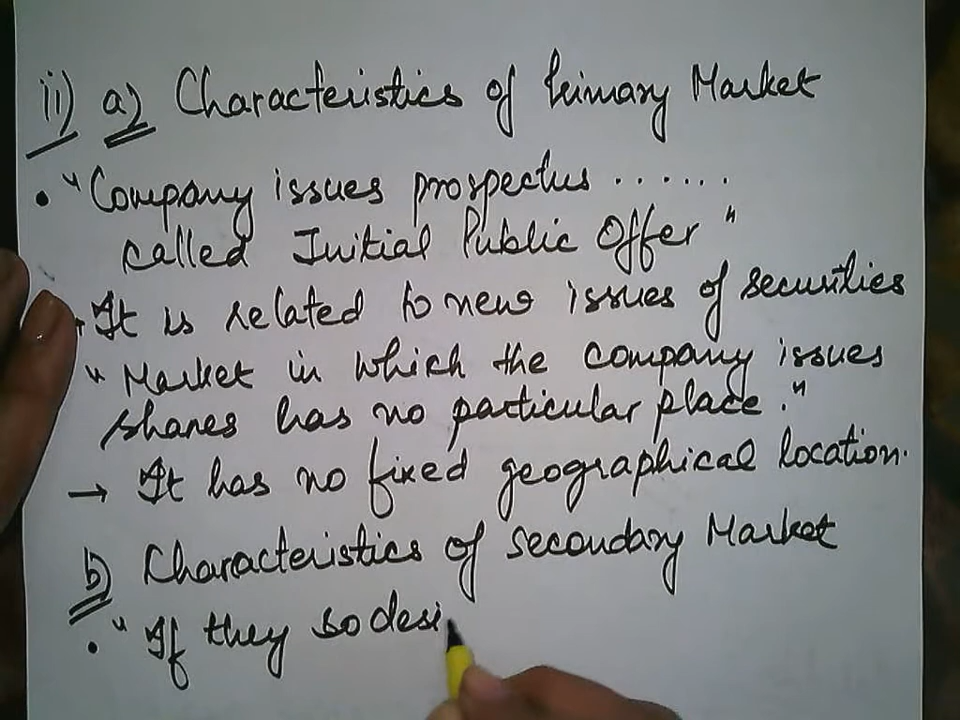 ii) a) Characteristics of Primary Market
• "Company issues prospectus ......
called Initial Public Offer"
→ It is related to new issues of securities
"Market in which the company issues
shares has no particular place."
→ It has no fixed geographical location.
b) Characteristics of secondary Market
• "If they so desi